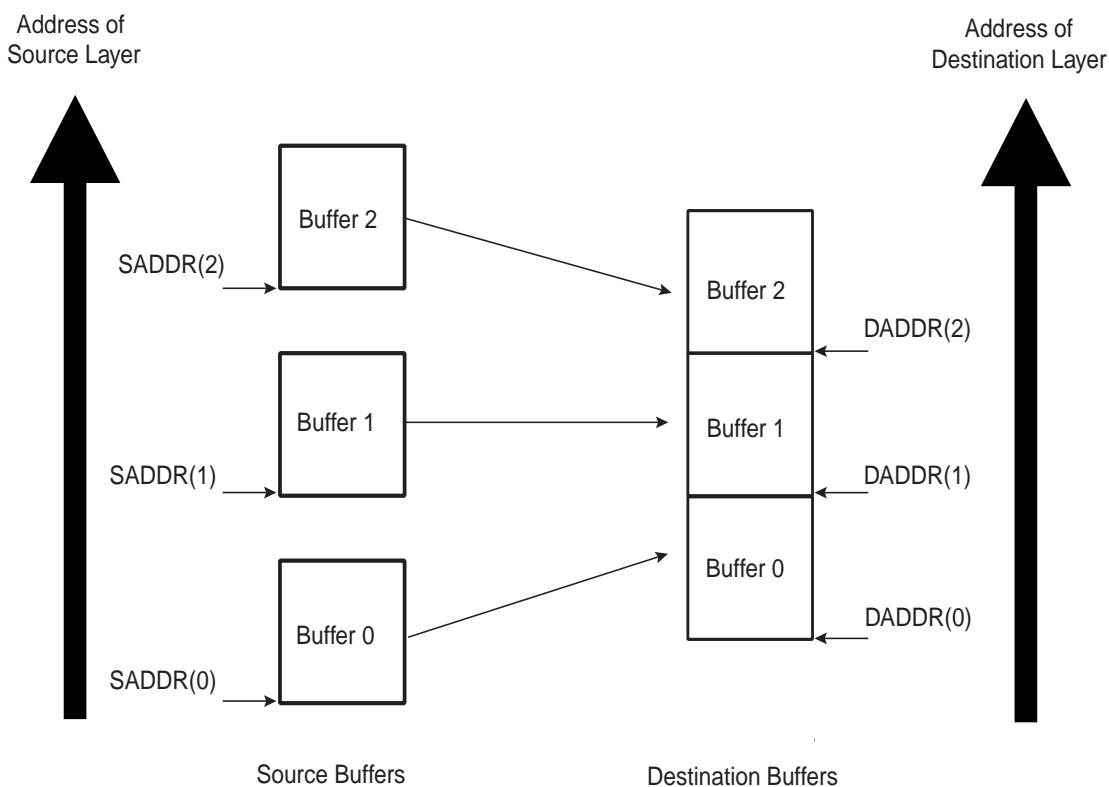 Address of
Source Layer
Address of
Destination Layer
Buffer 2
SADDR(2)
Buffer 2
DADDR(2)
Buffer 1
Buffer 1
SADDR(1)
DADDR(1)
Buffer 0
Buffer 0
DADDR(0)
SADDR(0)
Source Buffers
Destination Buffers